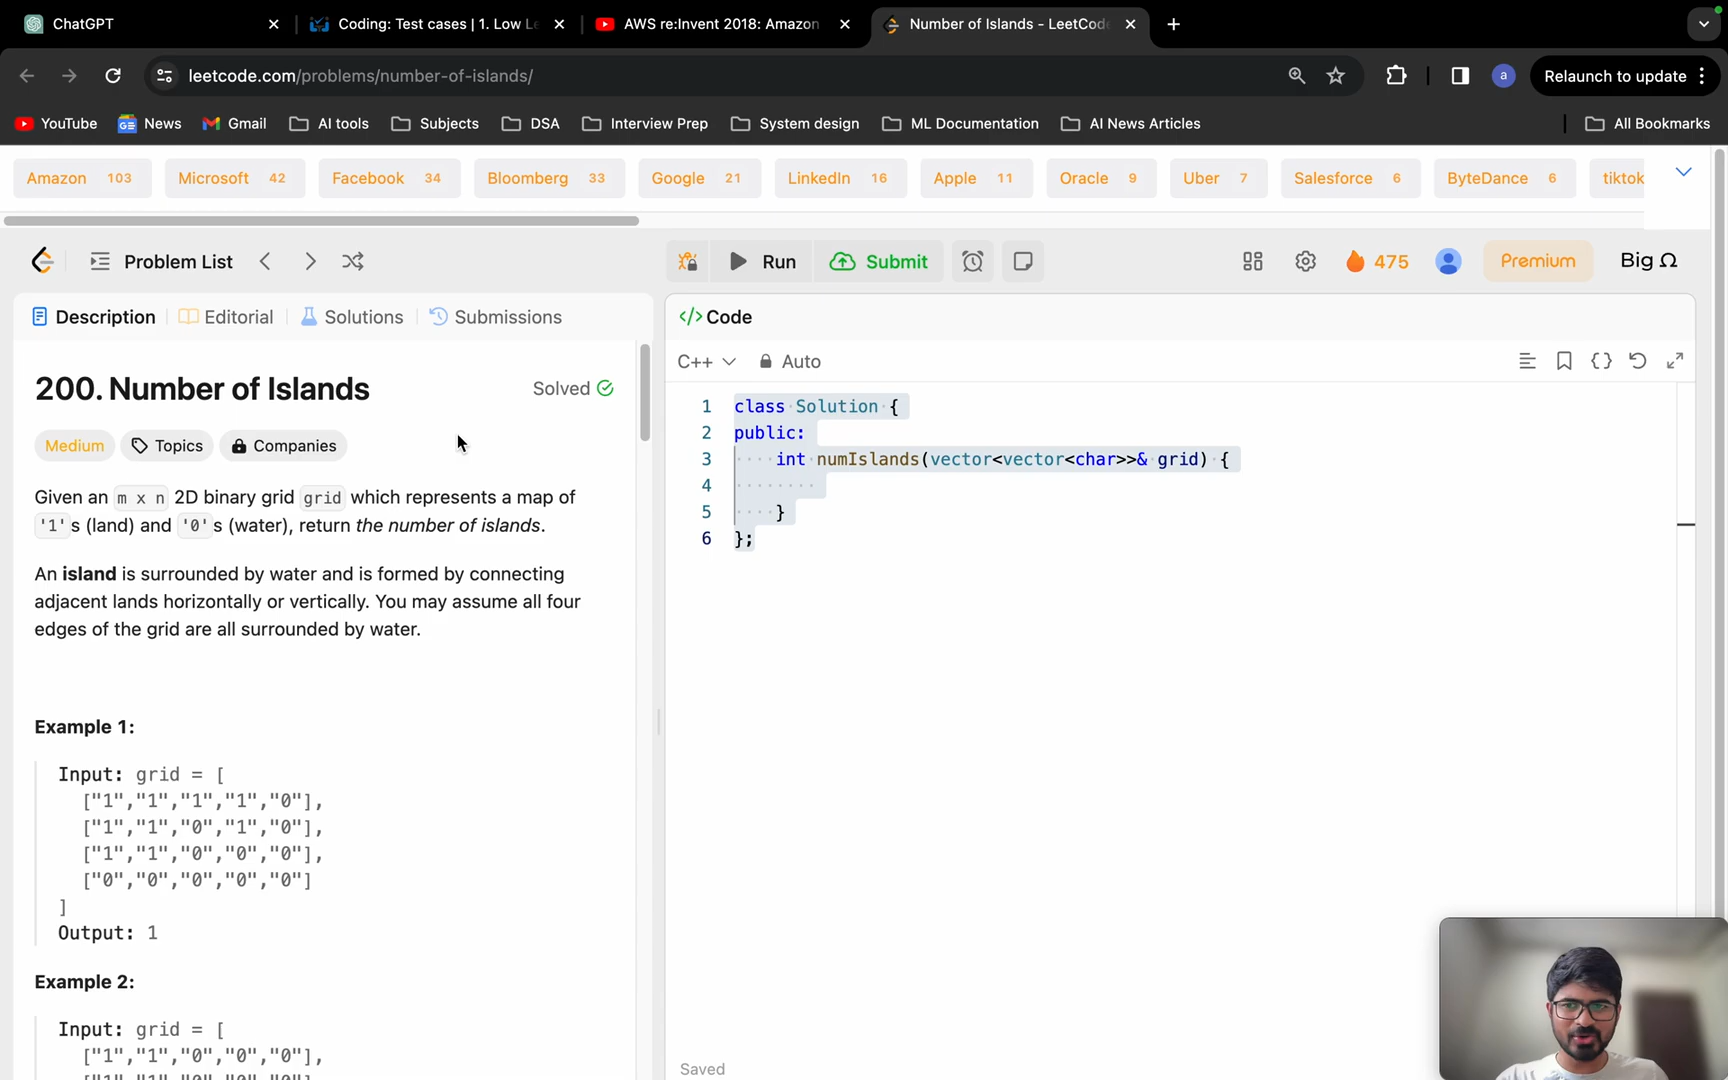 ChatGPT
Coding: Test cases | 1. Low Le
AWS re:Invent 2018: Amazon
Number of Islands - LeetCode
leetcode.com/problems/number-of-islands/
a
Relaunch to update
YouTube
News
Gmail
AI tools
Subjects
DSA
Interview Prep
System design
ML Documentation
AI News Articles
All Bookmarks
Amazon 103
Microsoft 42
Facebook 34
Bloomberg 33
Google 21
LinkedIn 16
Apple 11
Oracle 9
Uber 7
Salesforce 6
ByteDance 6
tiktok
Problem List
Run
Submit
475
Premium
Big Ω
Description
Editorial
Solutions
Submissions
</> Code
C++
Auto
200. Number of Islands
Solved
Medium
Topics
Companies
Given an m x n 2D binary grid grid which represents a map of
'1's (land) and '0's (water), return the number of islands.
An island is surrounded by water and is formed by connecting
adjacent lands horizontally or vertically. You may assume all four
edges of the grid are all surrounded by water.
Example 1:
Input: grid = [
["1","1","1","1","0"],
["1","1","0","1","0"],
["1","1","0","0","0"],
["0","0","0","0","0"]
]
Output: 1
Example 2:
Input: grid = [
["1","1","0","0","0"],
1 class Solution {
2 public:
3 int numIslands(vector<vector<char>>& grid) {
4
5 }
6 };
Saved